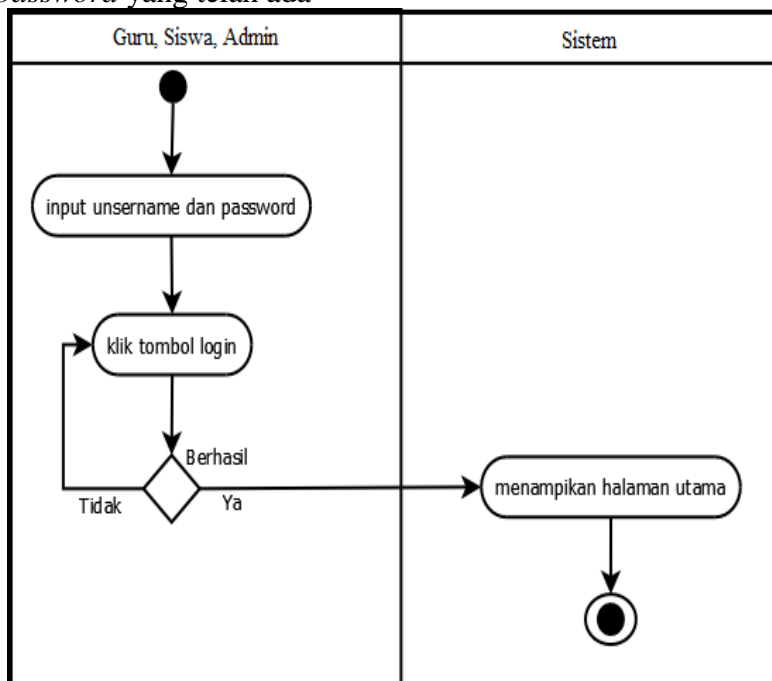 password yang telah ada
Guru, Siswa, Admin
Sistem
input unsername dan password
klik tombol login
Berhasil
Tidak
Ya
menampikan halaman utama